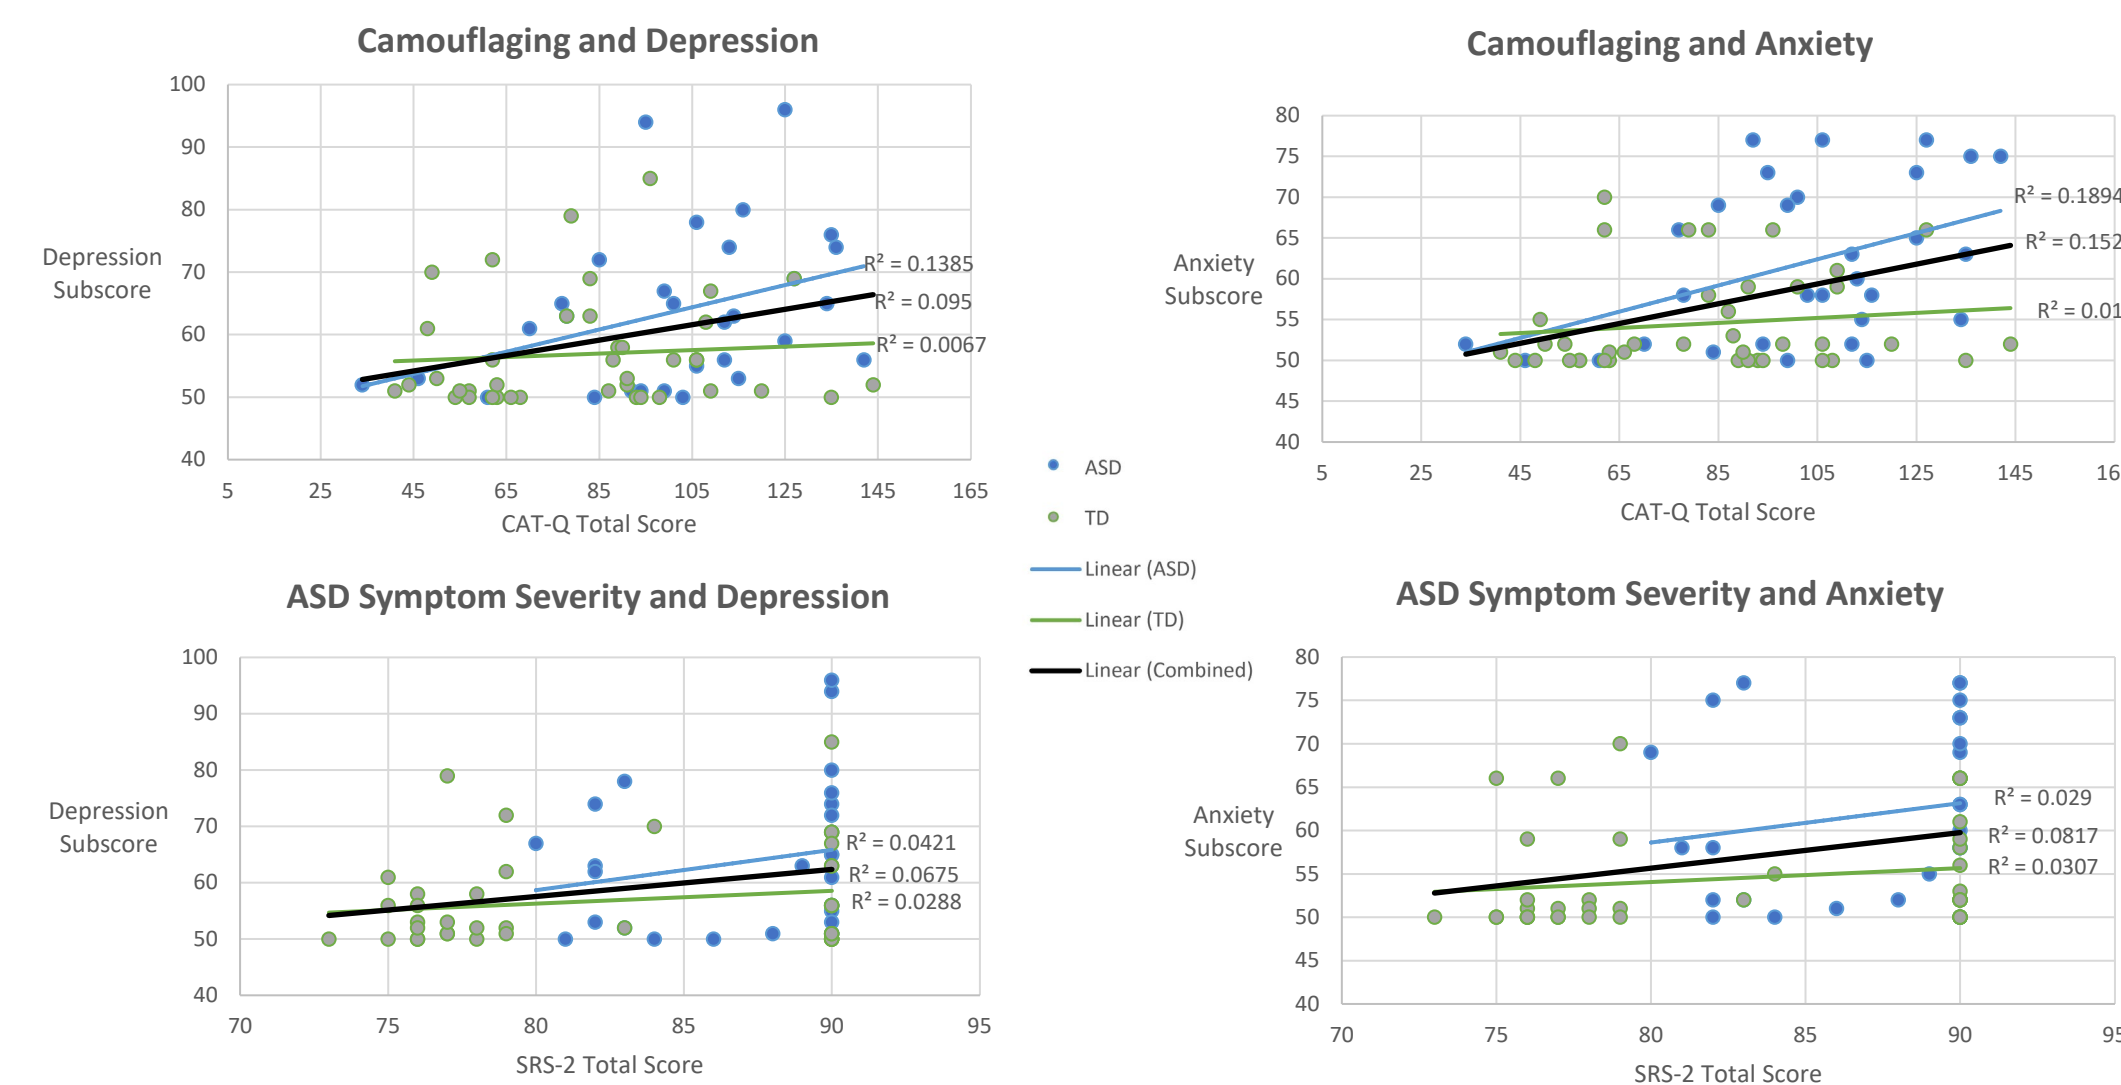 Camouflaging and Depression
100
90
80
70
60
50
40
Depression
Subscore
R² = 0.1385
R² = 0.095
R² = 0.0067
5 25 45 65 85 105 125 145 165
CAT-Q Total Score
Camouflaging and Anxiety
80
75
70
65
60
55
50
45
40
Anxiety
Subscore
R² = 0.1894
R² = 0.152
R² = 0.01
5 25 45 65 85 105 125 145 16
CAT-Q Total Score
ASD
TD
Linear (ASD)
Linear (TD)
Linear (Combined)
ASD Symptom Severity and Depression
100
90
80
70
60
50
40
Depression
Subscore
R² = 0.0421
R² = 0.0675
R² = 0.0288
70 75 80 85 90 95
SRS-2 Total Score
ASD Symptom Severity and Anxiety
80
75
70
65
60
55
50
45
40
Anxiety
Subscore
R² = 0.029
R² = 0.0817
R² = 0.0307
70 75 80 85 90 95
SRS-2 Total Score